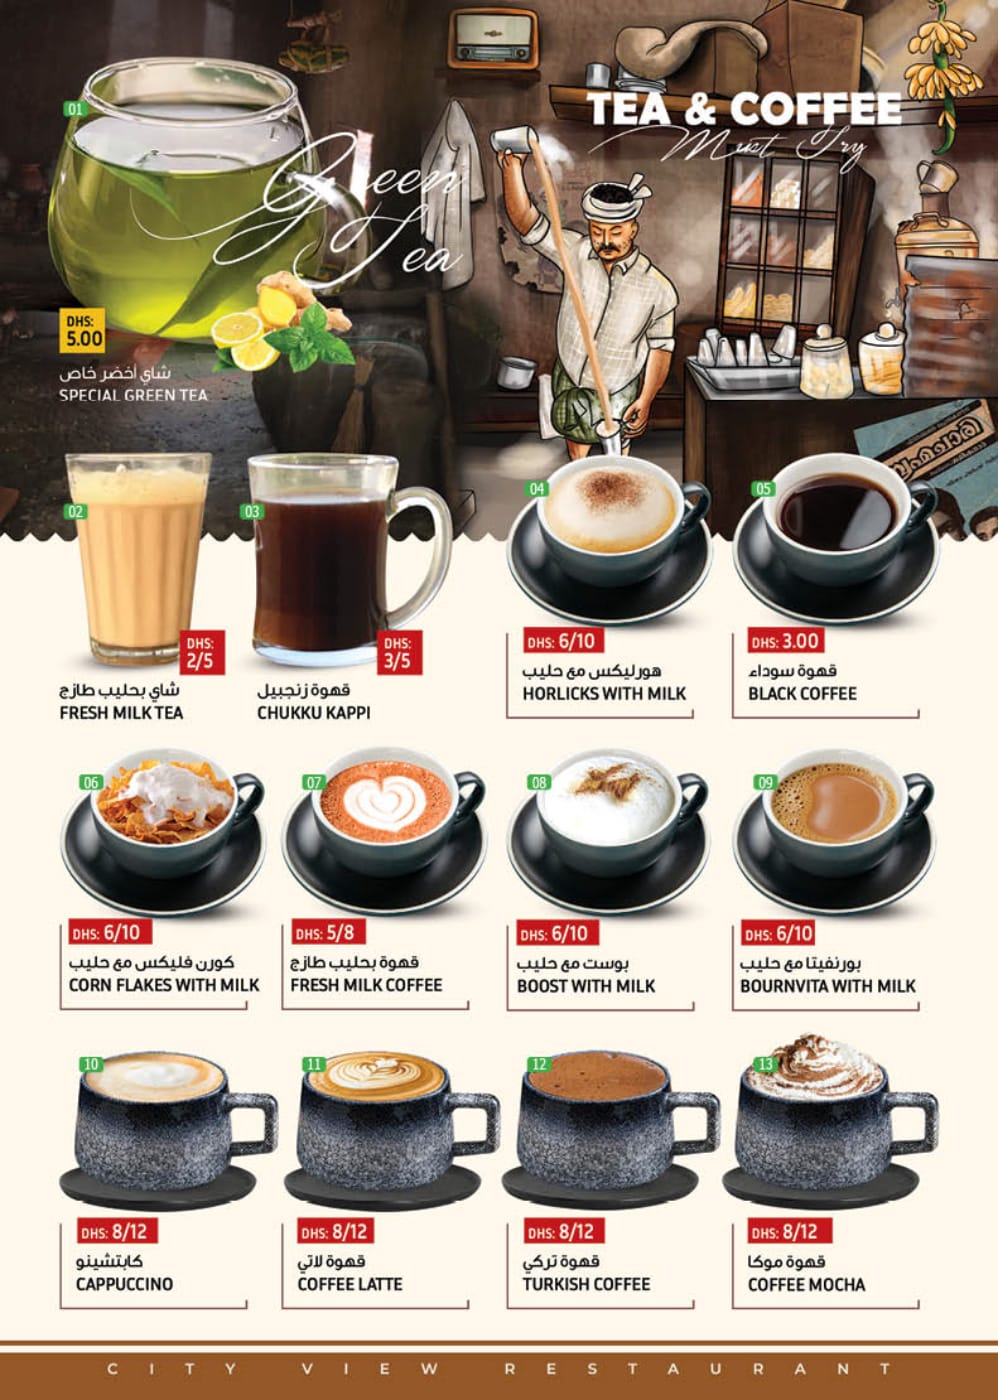 TEA & COFFEE
Must Try
01
Green
Tea
DHS:
5.00
شاي أخضر خاص
SPECIAL GREEN TEA
02
DHS:
2/5
شاي بحليب طازج
FRESH MILK TEA
03
DHS:
3/5
قهوة زنجبيل
CHUKKU KAPPI
04
DHS: 6/10
هورليكس مع حليب
HORLICKS WITH MILK
05
DHS: 3.00
قهوة سوداء
BLACK COFFEE
06
DHS: 6/10
كورن فليكس مع حليب
CORN FLAKES WITH MILK
07
DHS: 5/8
قهوة بحليب طازج
FRESH MILK COFFEE
08
DHS: 6/10
بوست مع حليب
BOOST WITH MILK
09
DHS: 6/10
بورنفيتا مع حليب
BOURNVITA WITH MILK
10
DHS: 8/12
كابتشينو
CAPPUCCINO
11
DHS: 8/12
قهوة لاتي
COFFEE LATTE
12
DHS: 8/12
قهوة تركي
TURKISH COFFEE
13
DHS: 8/12
قهوة موكا
COFFEE MOCHA
CITY VIEW RESTAURANT